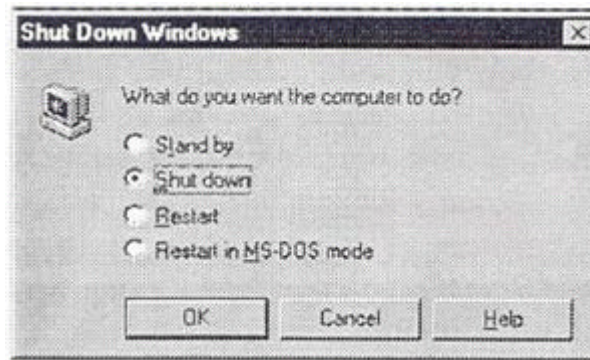 Shut Down Windows
What do you want the computer to do?
Stand by
Shut down
Restart
Restart in MS-DOS mode
OK Cancel Help